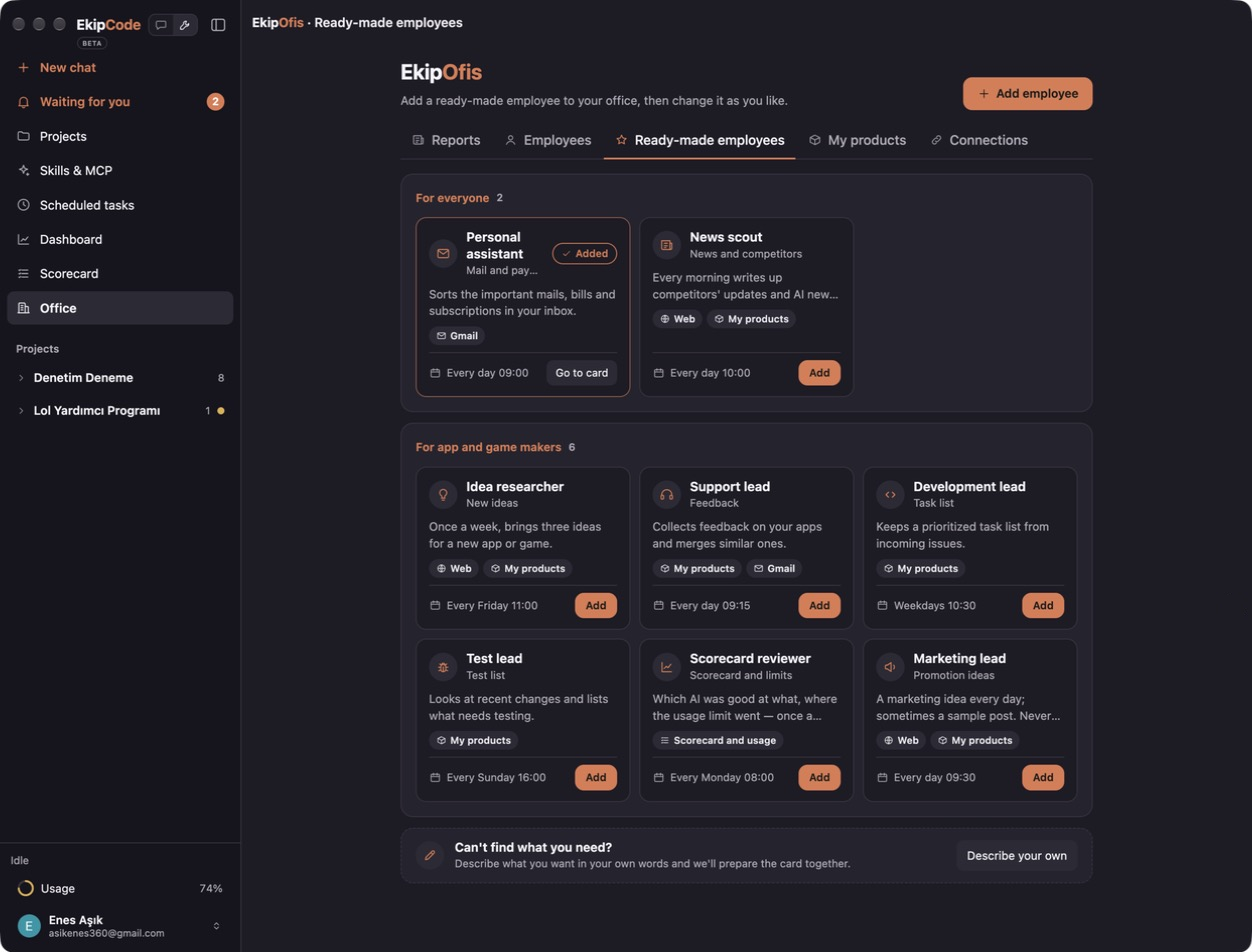 EkipCode
BETA
New chat
Waiting for you 2
Projects
Skills & MCP
Scheduled tasks
Dashboard
Scorecard
Office
Projects
Denetim Deneme 8
Lol Yardımcı Programı 1
Idle
Usage 74%
E
Enes Aşık
asikenes360@gmail.com
EkipOfis · Ready-made employees
EkipOfis
Add a ready-made employee to your office, then change it as you like.
Add employee
Reports Employees Ready-made employees My products Connections
For everyone 2
Personal
assistant
Mail and pay...
Added
Sorts the important mails, bills and
subscriptions in your inbox.
Gmail
Every day 09:00 Go to card
News scout
News and competitors
Every morning writes up
competitors' updates and AI new...
Web My products
Every day 10:00 Add
For app and game makers 6
Idea researcher
New ideas
Once a week, brings three ideas
for a new app or game.
Web My products
Every Friday 11:00 Add
Support lead
Feedback
Collects feedback on your apps
and merges similar ones.
My products Gmail
Every day 09:15 Add
Development lead
Task list
Keeps a prioritized task list from
incoming issues.
My products
Weekdays 10:30 Add
Test lead
Test list
Looks at recent changes and lists
what needs testing.
My products
Every Sunday 16:00 Add
Scorecard reviewer
Scorecard and limits
Which AI was good at what, where
the usage limit went — once a...
Scorecard and usage
Every Monday 08:00 Add
Marketing lead
Promotion ideas
A marketing idea every day;
sometimes a sample post. Never...
Web My products
Every day 09:30 Add
Can't find what you need?
Describe what you want in your own words and we'll prepare the card together.
Describe your own